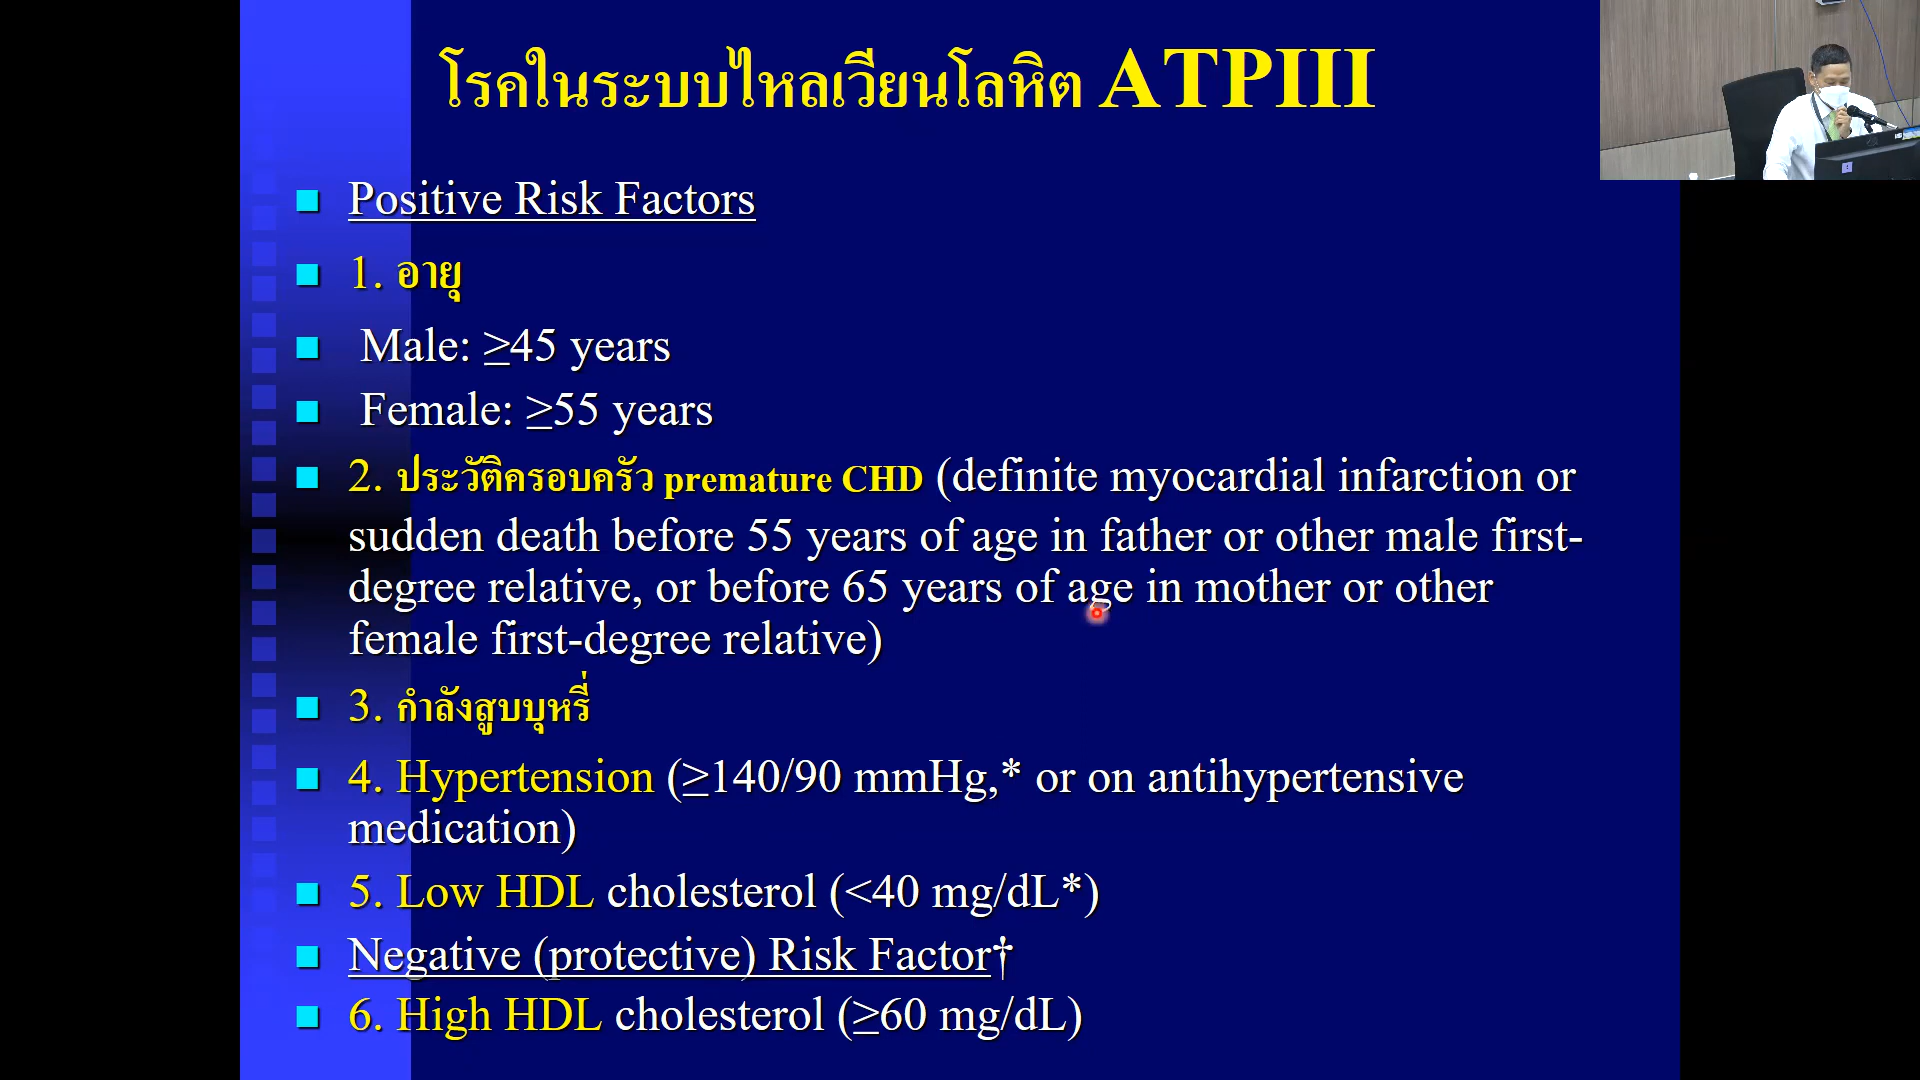 โรคในระบบไหลเวียนโลหิต ATPIII
Positive Risk Factors
1. อายุ
Male: ≥45 years
Female: ≥55 years
2. ประวัติครอบครัว premature CHD (definite myocardial infarction or
sudden death before 55 years of age in father or other male first-
degree relative, or before 65 years of age in mother or other
female first-degree relative)
3. กำลังสูบบุหรี่
4. Hypertension (≥140/90 mmHg,* or on antihypertensive
medication)
5. Low HDL cholesterol (<40 mg/dL*)
Negative (protective) Risk Factor†
6. High HDL cholesterol (≥60 mg/dL)